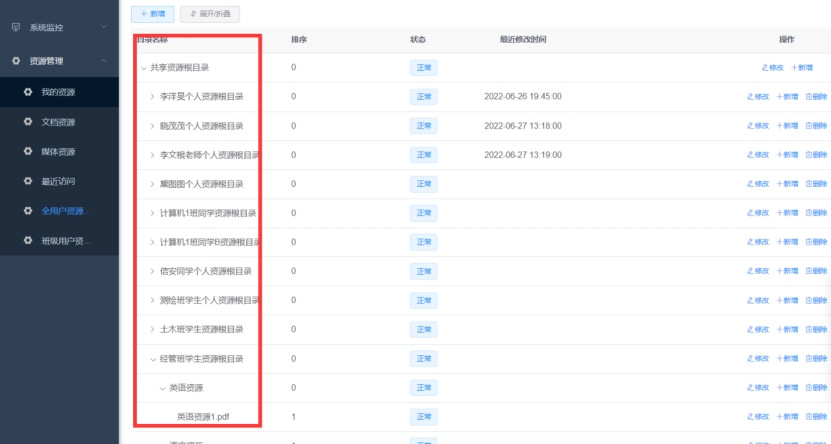 系统监控
资源管理
我的资源
文档资源
媒体资源
最近访问
全用户资源...
班级用户资...
+ 新增 展开/折叠
目录名称 排序 状态 最近修改时间 操作
共享资源根目录 0 正常 修改 +新增
李洋旻个人资源根目录 0 正常 2022-06-26 19:45:00 修改 +新增 删除
晓茂茂个人资源根目录 0 正常 2022-06-27 13:18:00 修改 +新增 删除
李文根老师个人资源根目录 0 正常 2022-06-27 13:19:00 修改 +新增 删除
黛图图个人资源根目录 0 正常 修改 +新增 删除
计算机1班同学资源根目录 0 正常 修改 +新增 删除
计算机1班同学B资源根目录 0 正常 修改 +新增 删除
信安同学个人资源根目录 0 正常 修改 +新增 删除
测绘班学生个人资源根目录 0 正常 修改 +新增 删除
土木班学生资源根目录 0 正常 修改 +新增 删除
经管班学生资源根目录 0 正常 修改 +新增 删除
英语资源 0 正常 修改 +新增 删除
英语资源1.pdf 1 正常 修改 +新增 删除